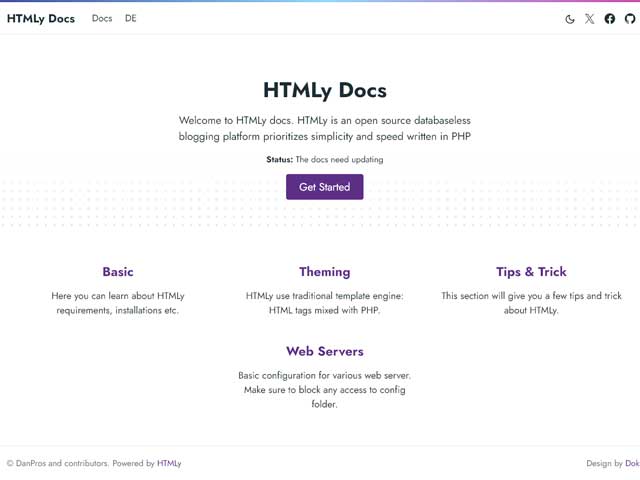 HTMLy Docs Docs DE
HTMLy Docs
Welcome to HTMLy docs. HTMLy is an open source databaseless
blogging platform prioritizes simplicity and speed written in PHP
Status: The docs need updating
Get Started
Basic
Here you can learn about HTMLy
requirements, installations etc.
Theming
HTMLy use traditional template engine:
HTML tags mixed with PHP.
Tips & Trick
This section will give you a few tips and trick
about HTMLy.
Web Servers
Basic configuration for various web server.
Make sure to block any access to config
folder.
© DanPros and contributors. Powered by HTMLy
Design by Dok